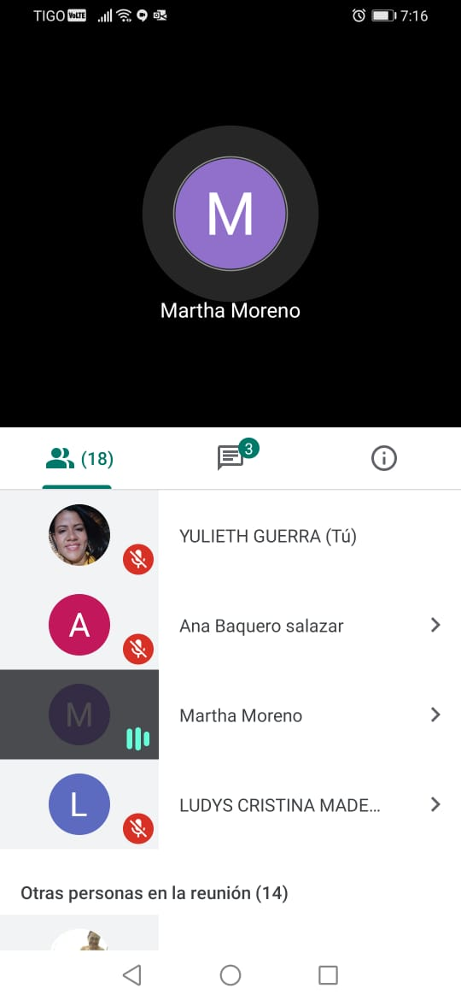 TIGO VoLTE 7:16
M
Martha Moreno
(18) 3
YULIETH GUERRA (Tú)
A Ana Baquero salazar
M Martha Moreno
L LUDYS CRISTINA MADE...
Otras personas en la reunión (14)